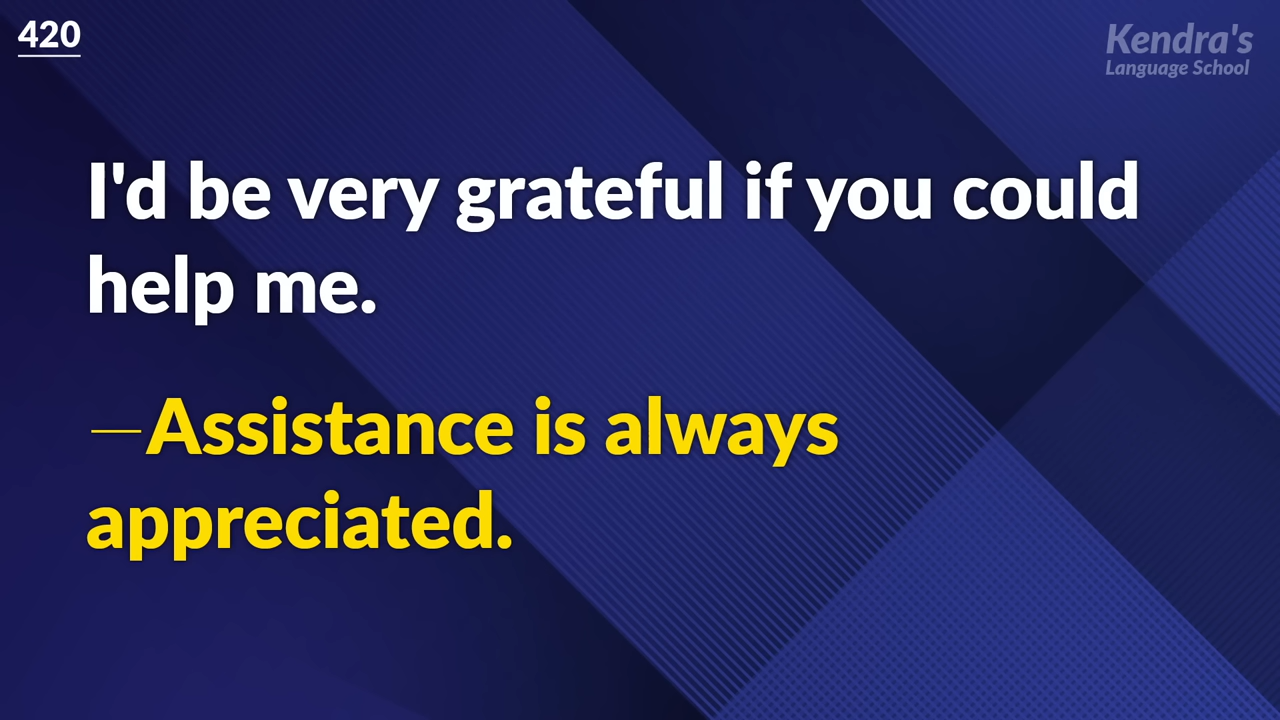 420
Kendra's
Language School
I'd be very grateful if you could
help me.
—Assistance is always
appreciated.